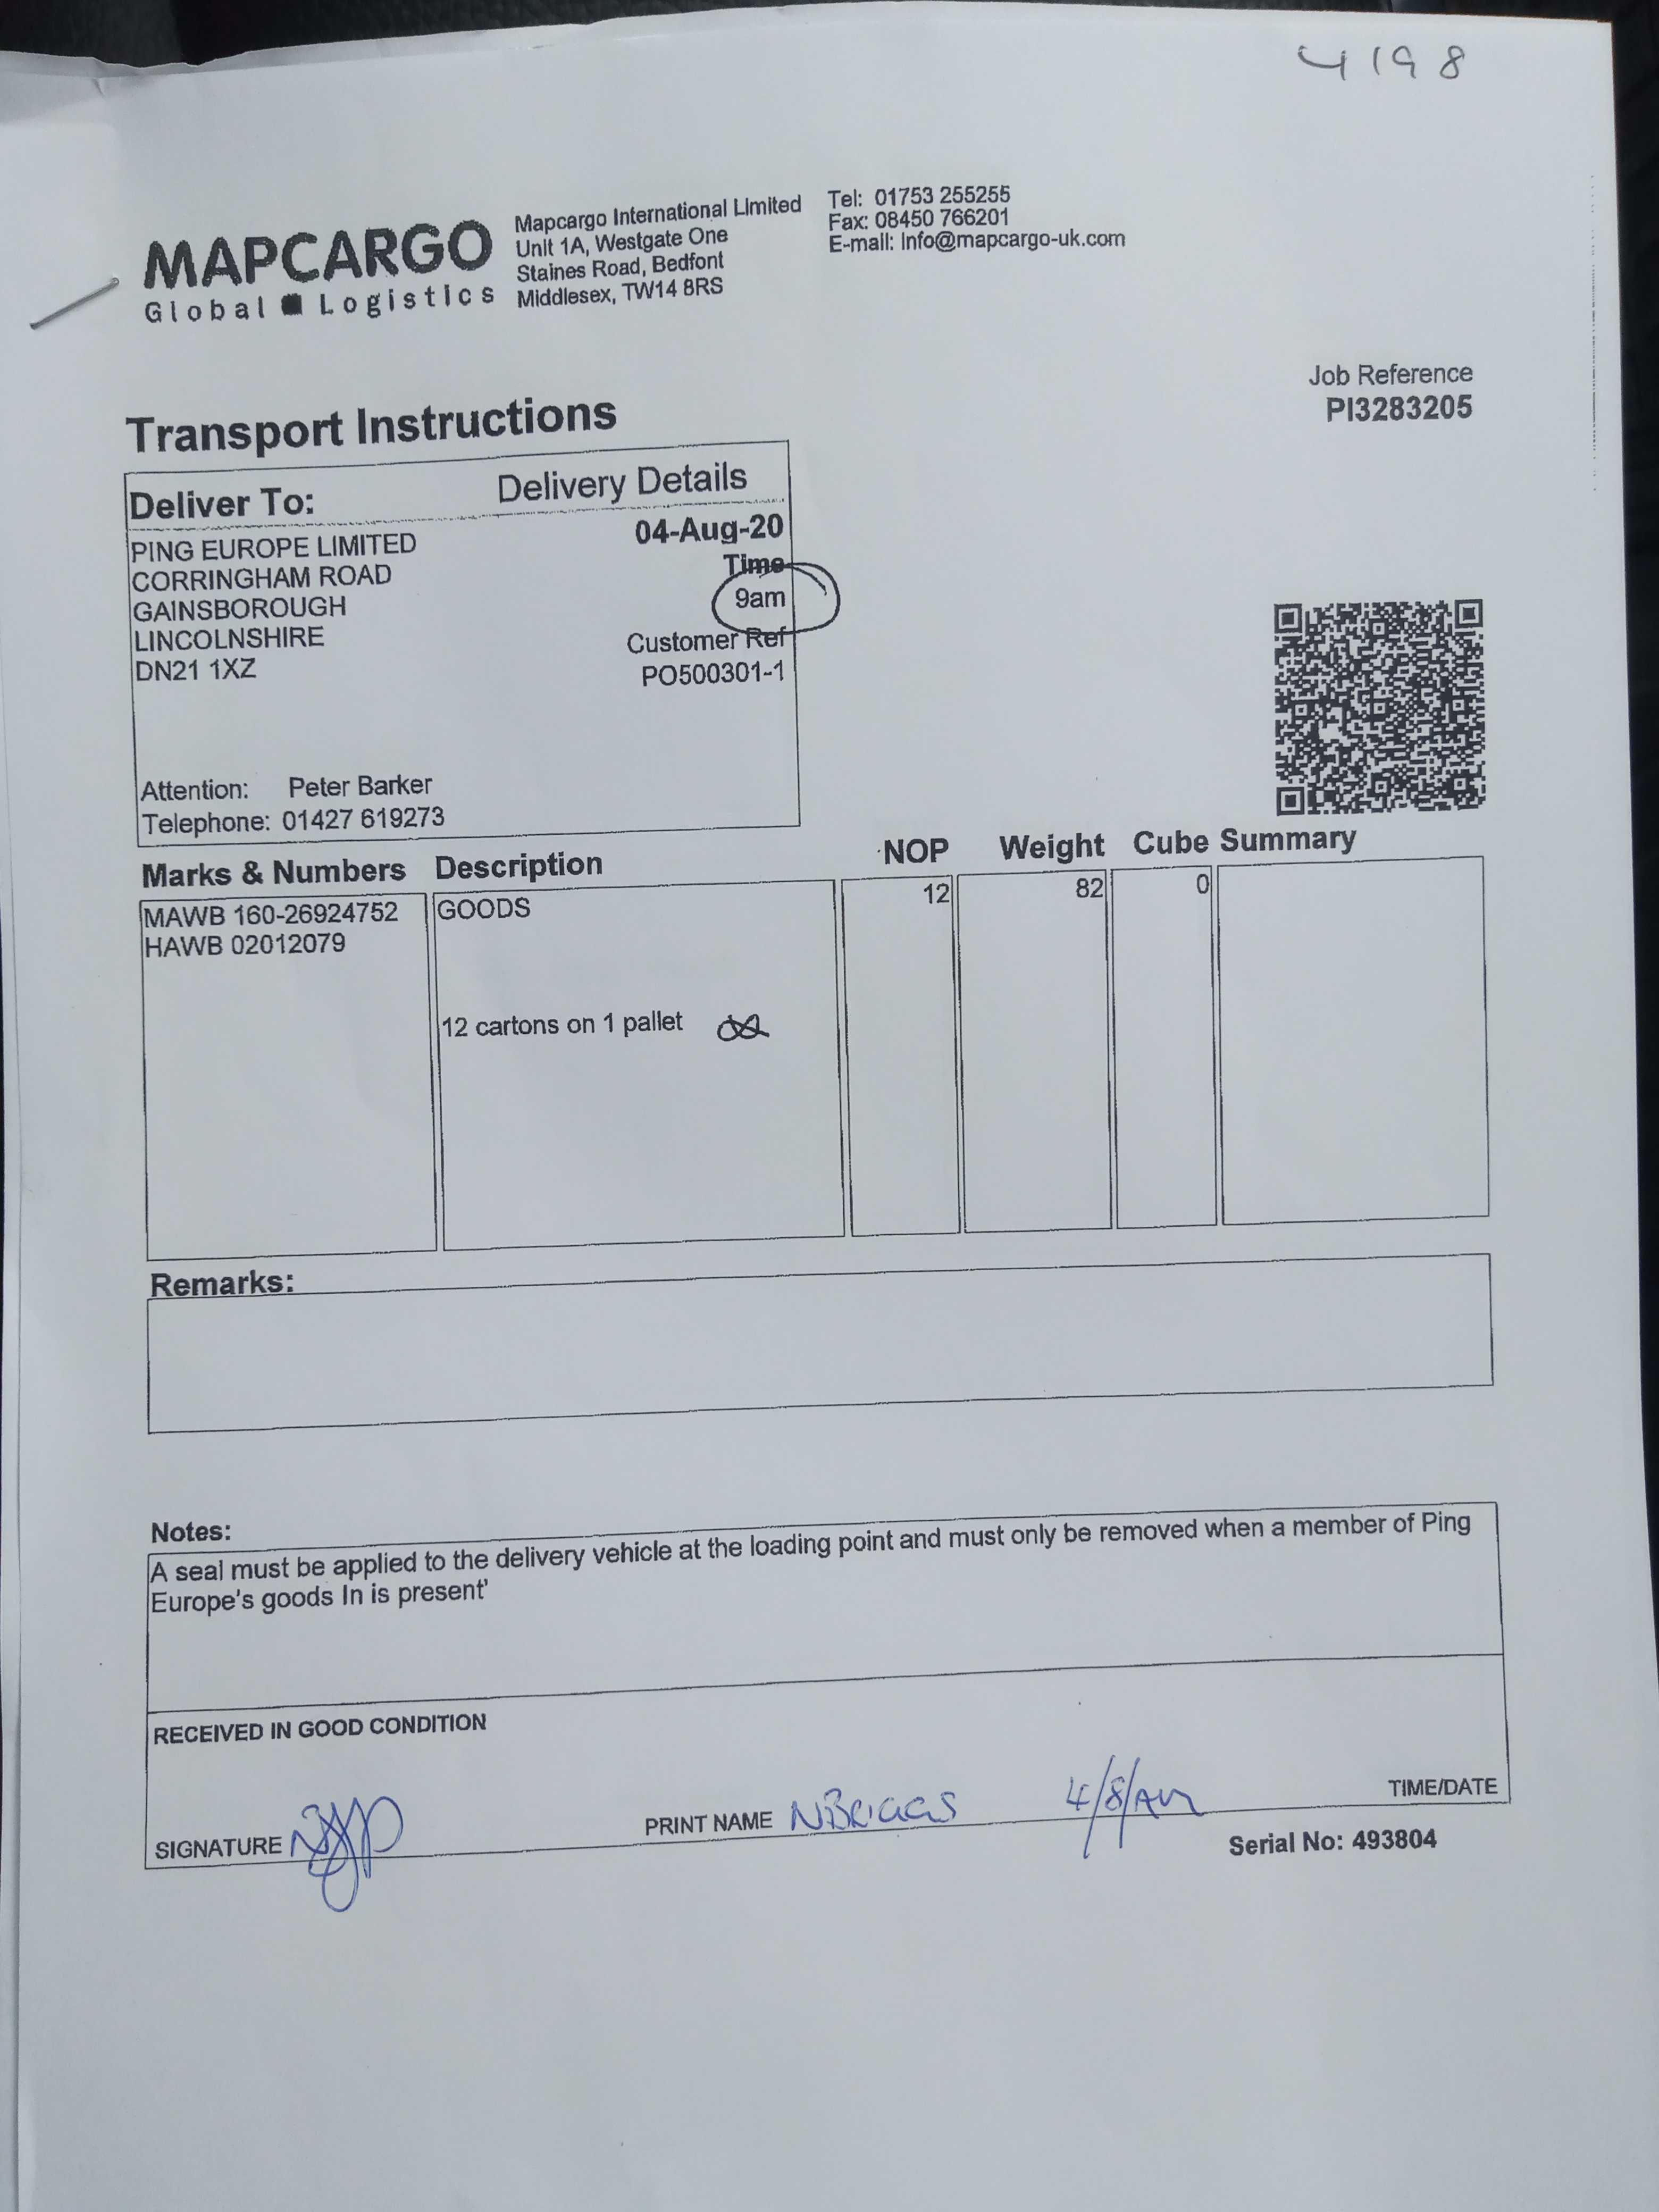 4198
MAPCARGO
Global Logistics
Mapcargo International Limited
Unit 1A, Westgate One
Staines Road, Bedfont
Middlesex, TW14 8RS
Tel: 01753 255255
Fax: 08450 766201
E-mail: Info@mapcargo-uk.com
Job Reference
PI3283205
Transport Instructions
Deliver To: Delivery Details
PING EUROPE LIMITED
CORRINGHAM ROAD
GAINSBOROUGH
LINCOLNSHIRE
DN21 1XZ
04-Aug-20
Time
9am
Customer Ref
PO500301-1
Attention: Peter Barker
Telephone: 01427 619273
Marks & Numbers Description NOP Weight Cube Summary
MAWB 160-26924752 GOODS 12 82 0
HAWB 02012079
12 cartons on 1 pallet
Remarks:
Notes:
A seal must be applied to the delivery vehicle at the loading point and must only be removed when a member of Ping
Europe's goods In is present'
RECEIVED IN GOOD CONDITION
SIGNATURE PRINT NAME NBRIGGS 4/8/ TIME/DATE
Serial No: 493804